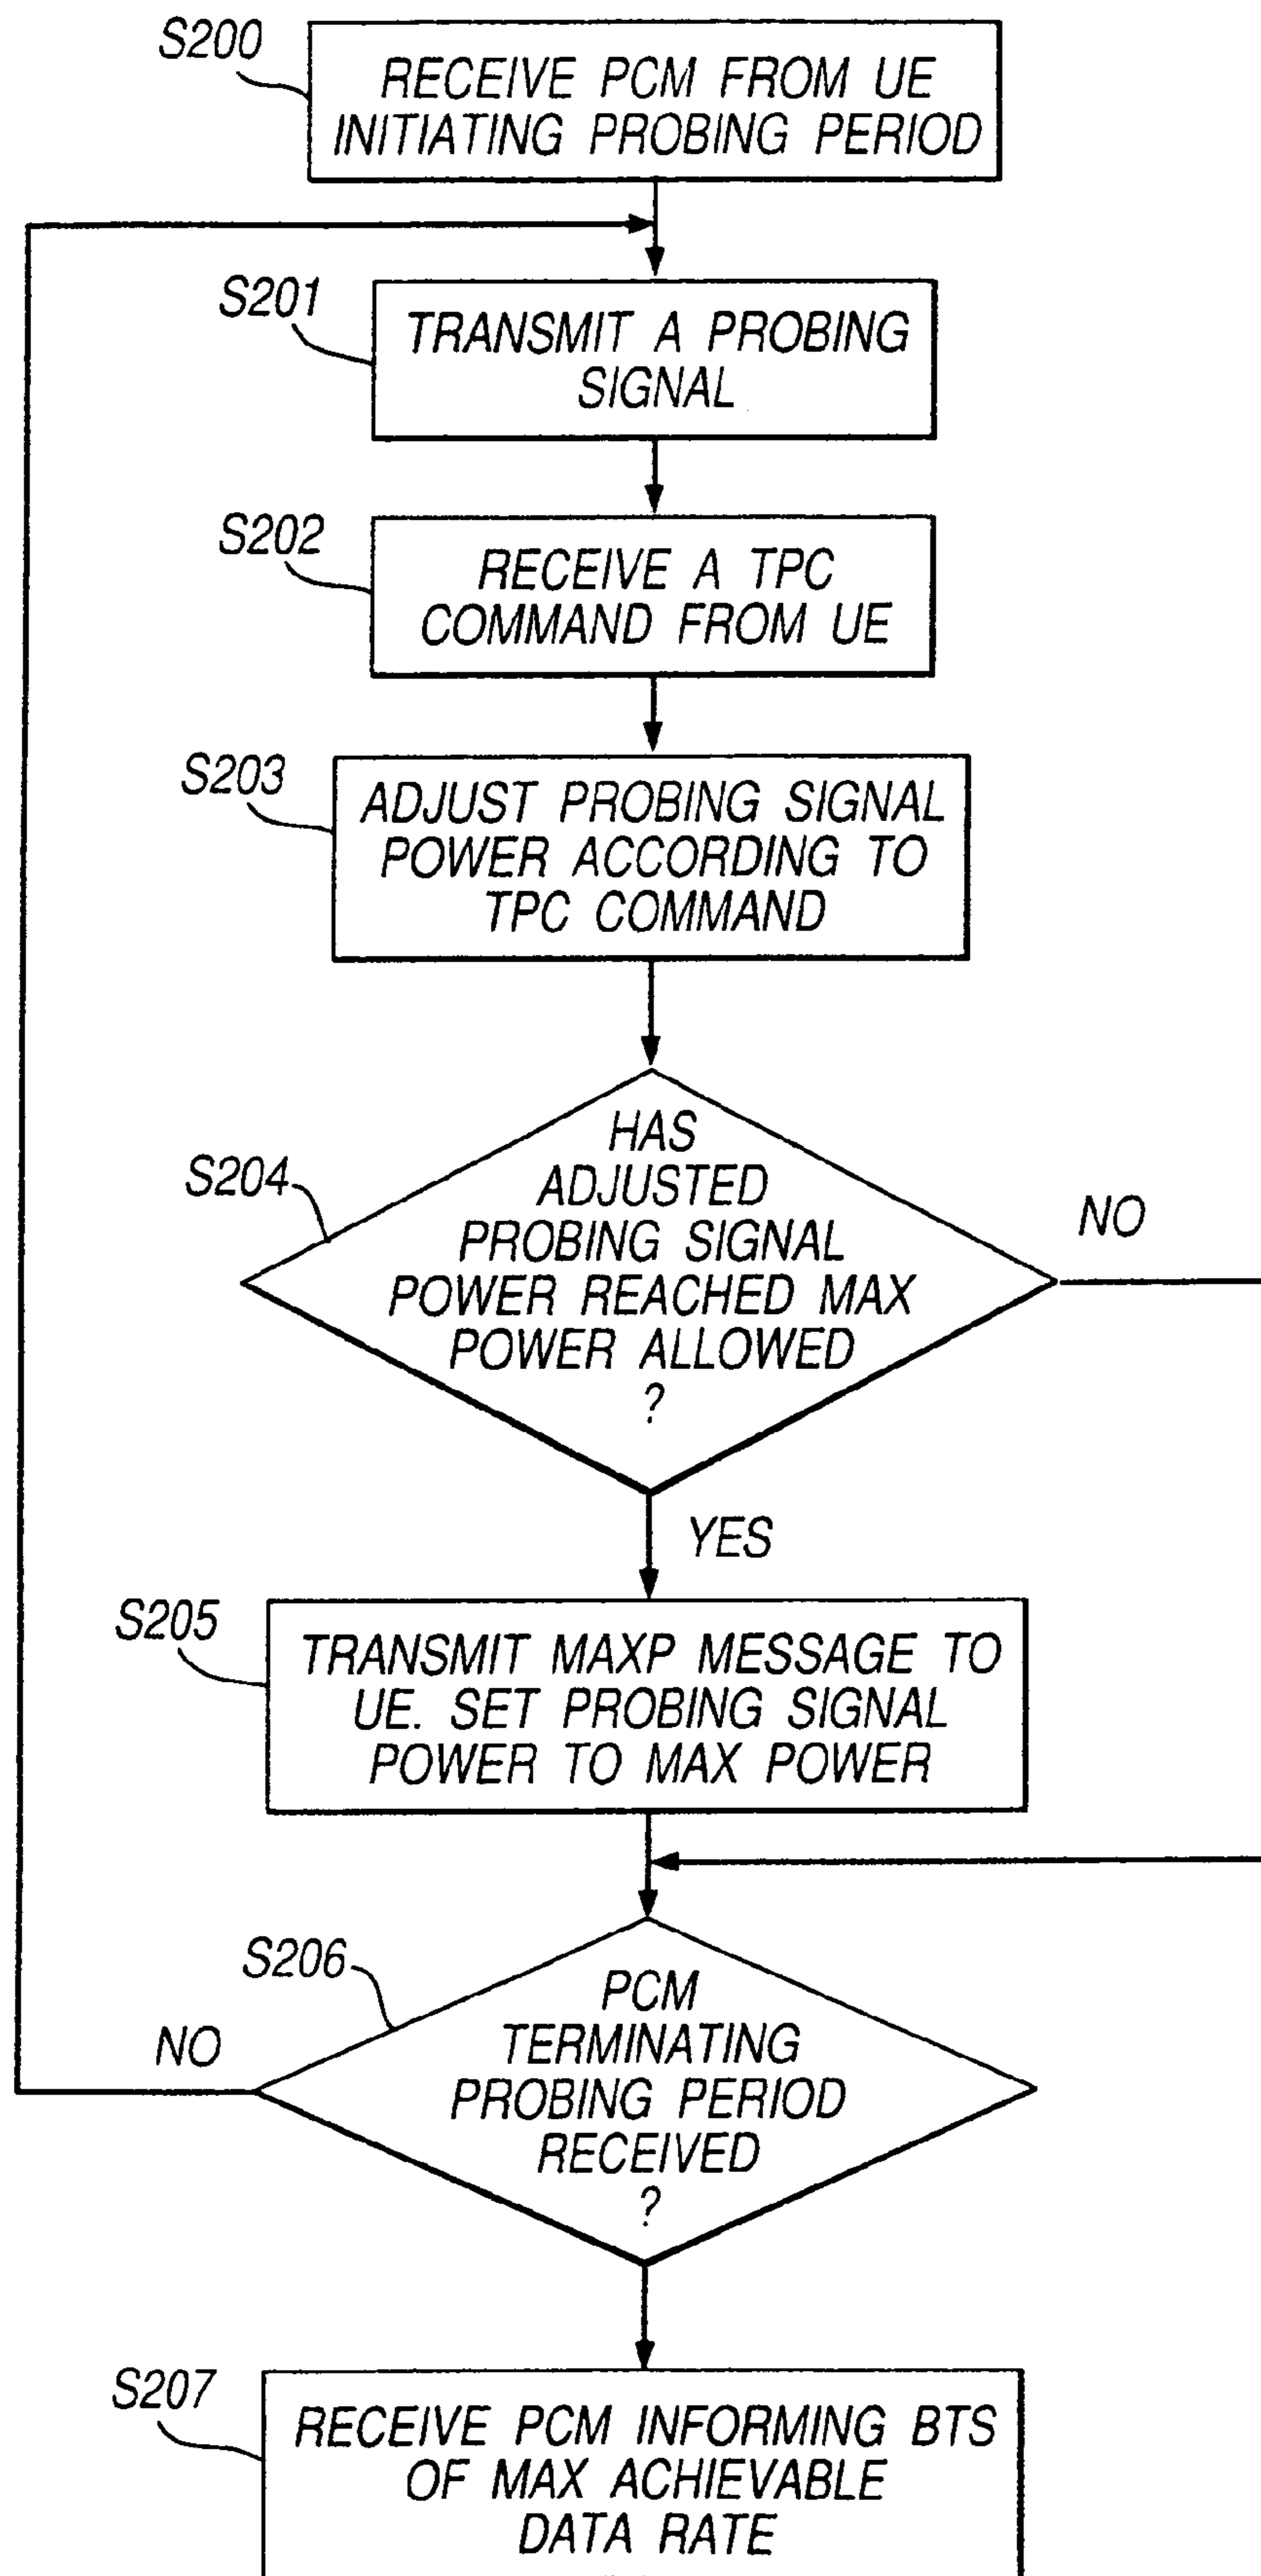 S200
RECEIVE PCM FROM UE
INITIATING PROBING PERIOD
S201
TRANSMIT A PROBING
SIGNAL
S202
RECEIVE A TPC
COMMAND FROM UE
S203
ADJUST PROBING SIGNAL
POWER ACCORDING TO
TPC COMMAND
S204
HAS
ADJUSTED
PROBING SIGNAL
POWER REACHED MAX
POWER ALLOWED
?
NO
YES
S205
TRANSMIT MAXP MESSAGE TO
UE. SET PROBING SIGNAL
POWER TO MAX POWER
S206
NO
PCM
TERMINATING
PROBING PERIOD
RECEIVED
?
S207
RECEIVE PCM INFORMING BTS
OF MAX ACHIEVABLE
DATA RATE